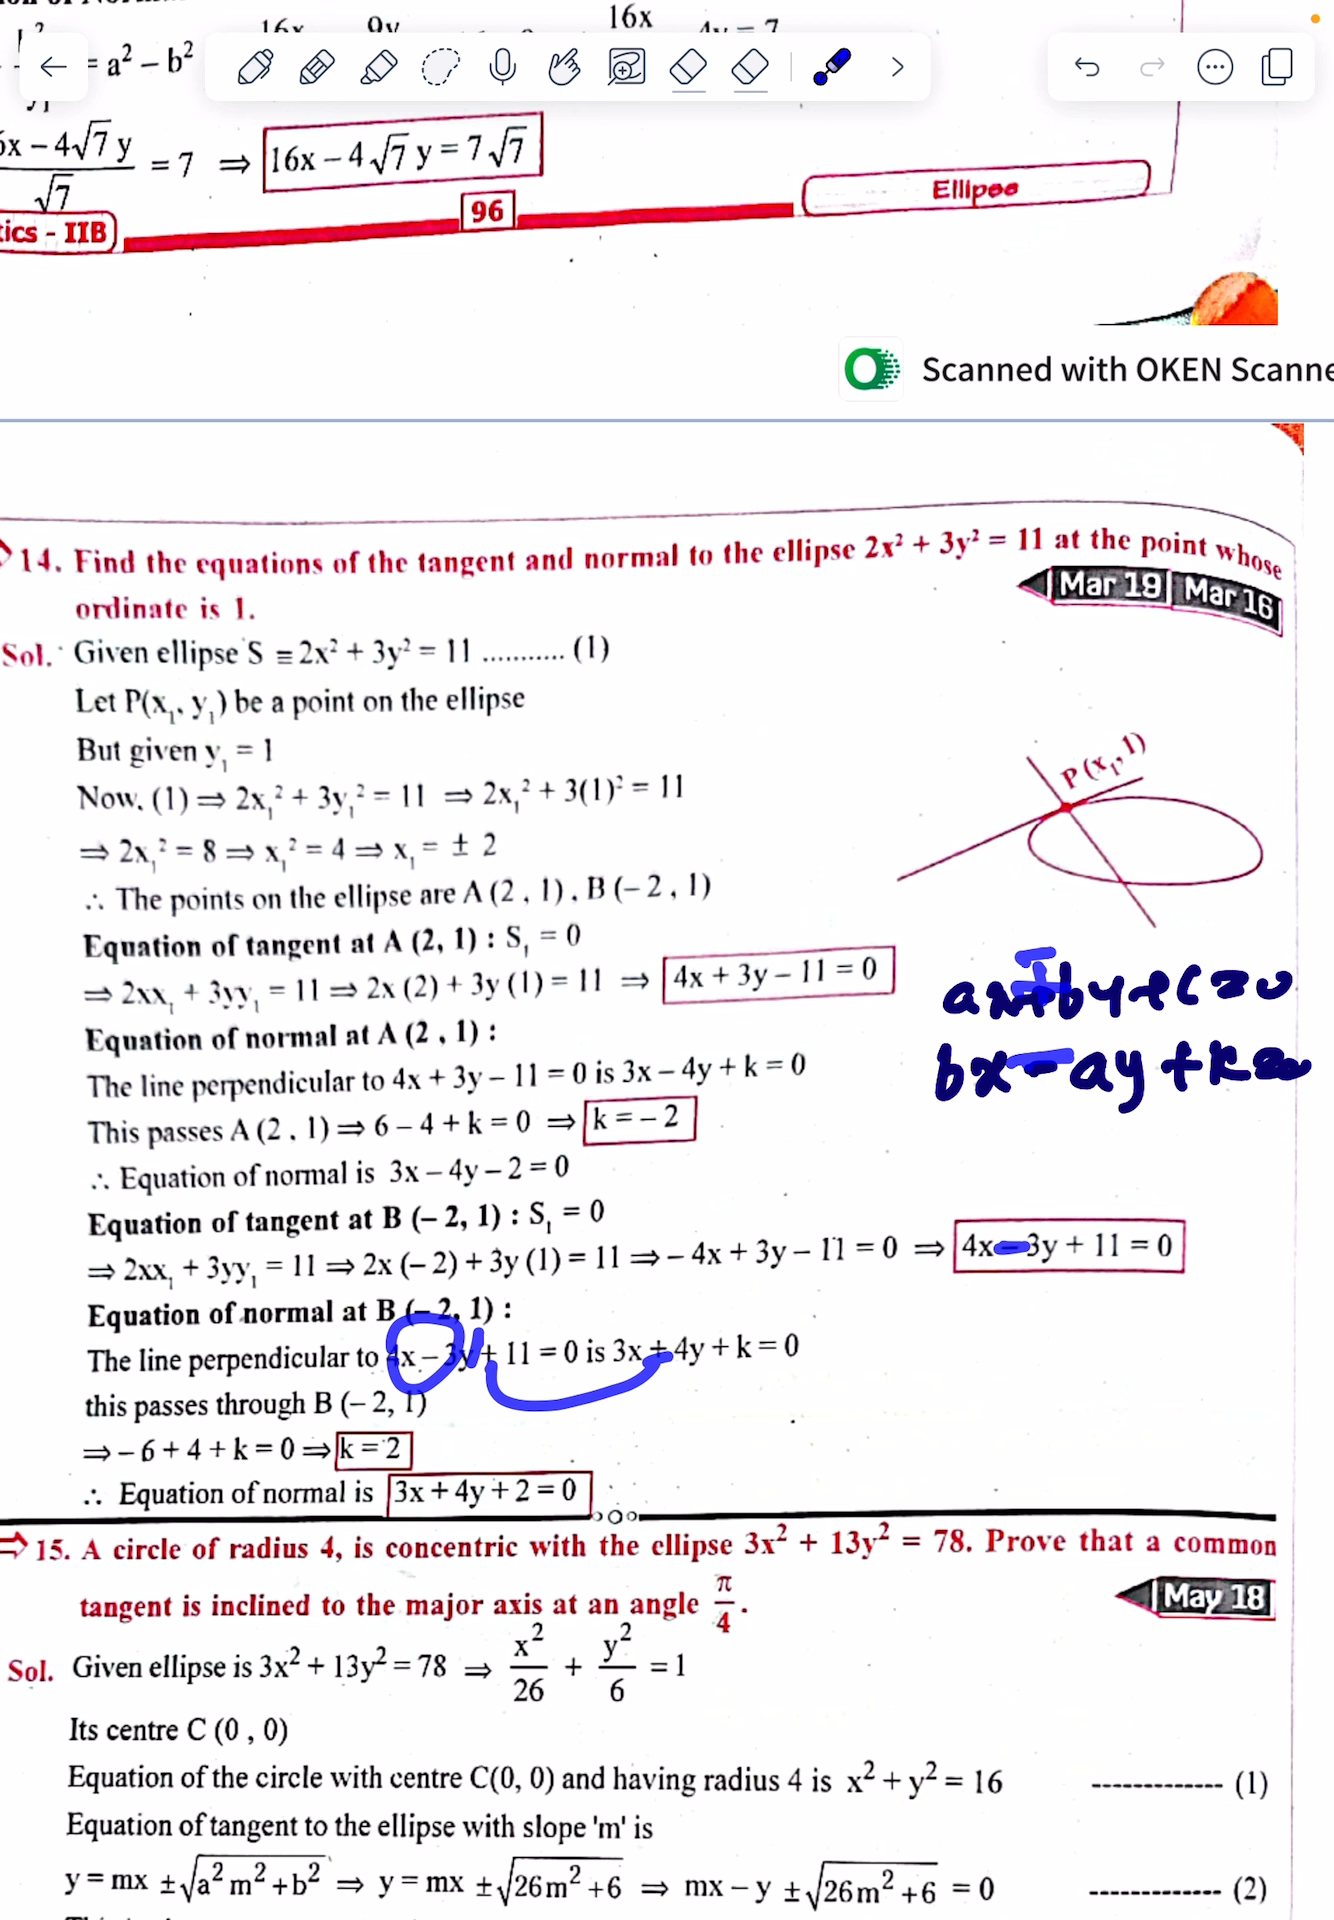 = a² – b²
16x
x – 4√7 y / √7 = 7 ⇒ 16x – 4√7 y = 7√7
96
Ellipse
tics - IIB
Scanned with OKEN Scanne
14. Find the equations of the tangent and normal to the ellipse 2x² + 3y² = 11 at the point whose
ordinate is 1.
Mar 19 Mar 16
Sol. Given ellipse S ≡ 2x² + 3y² = 11 ........... (1)
Let P(x₁, y₁) be a point on the ellipse
But given y₁ = 1
Now, (1) ⇒ 2x₁² + 3y₁² = 11 ⇒ 2x₁² + 3(1)² = 11
⇒ 2x₁² = 8 ⇒ x₁² = 4 ⇒ x₁ = ± 2
P (x₁, 1)
∴ The points on the ellipse are A (2 , 1) , B (– 2 , 1)
Equation of tangent at A (2, 1) : S₁ = 0
⇒ 2xx₁ + 3yy₁ = 11 ⇒ 2x (2) + 3y (1) = 11 ⇒ 4x + 3y – 11 = 0
ax+by+c=0
Equation of normal at A (2 , 1) :
The line perpendicular to 4x + 3y – 11 = 0 is 3x – 4y + k = 0
bx-ay+k=0
This passes A (2 , 1) ⇒ 6 – 4 + k = 0 ⇒ k = – 2
∴ Equation of normal is 3x – 4y – 2 = 0
Equation of tangent at B (– 2, 1) : S₁ = 0
⇒ 2xx₁ + 3yy₁ = 11 ⇒ 2x (– 2) + 3y (1) = 11 ⇒ – 4x + 3y – 11 = 0 ⇒ 4x – 3y + 11 = 0
Equation of normal at B (– 2, 1) :
The line perpendicular to 4x – 3y + 11 = 0 is 3x + 4y + k = 0
this passes through B (– 2, 1)
⇒ – 6 + 4 + k = 0 ⇒ k = 2
∴ Equation of normal is 3x + 4y + 2 = 0
15. A circle of radius 4, is concentric with the ellipse 3x² + 13y² = 78. Prove that a common
tangent is inclined to the major axis at an angle π/4.
May 18
Sol. Given ellipse is 3x² + 13y² = 78 ⇒ x²/26 + y²/6 = 1
Its centre C (0 , 0)
Equation of the circle with centre C(0, 0) and having radius 4 is x² + y² = 16 ------------- (1)
Equation of tangent to the ellipse with slope 'm' is
y = mx ± √(a²m² + b²) ⇒ y = mx ± √(26m² + 6) ⇒ mx – y ± √(26m² + 6) = 0 ------------- (2)